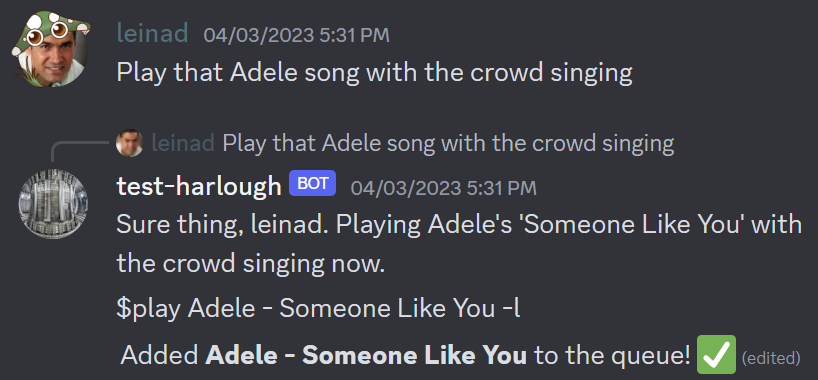 leinad 04/03/2023 5:31 PM
Play that Adele song with the crowd singing
leinad Play that Adele song with the crowd singing
test-harlough BOT 04/03/2023 5:31 PM
Sure thing, leinad. Playing Adele's 'Someone Like You' with
the crowd singing now.
$play Adele - Someone Like You -l
Added Adele - Someone Like You to the queue! ✅ (edited)